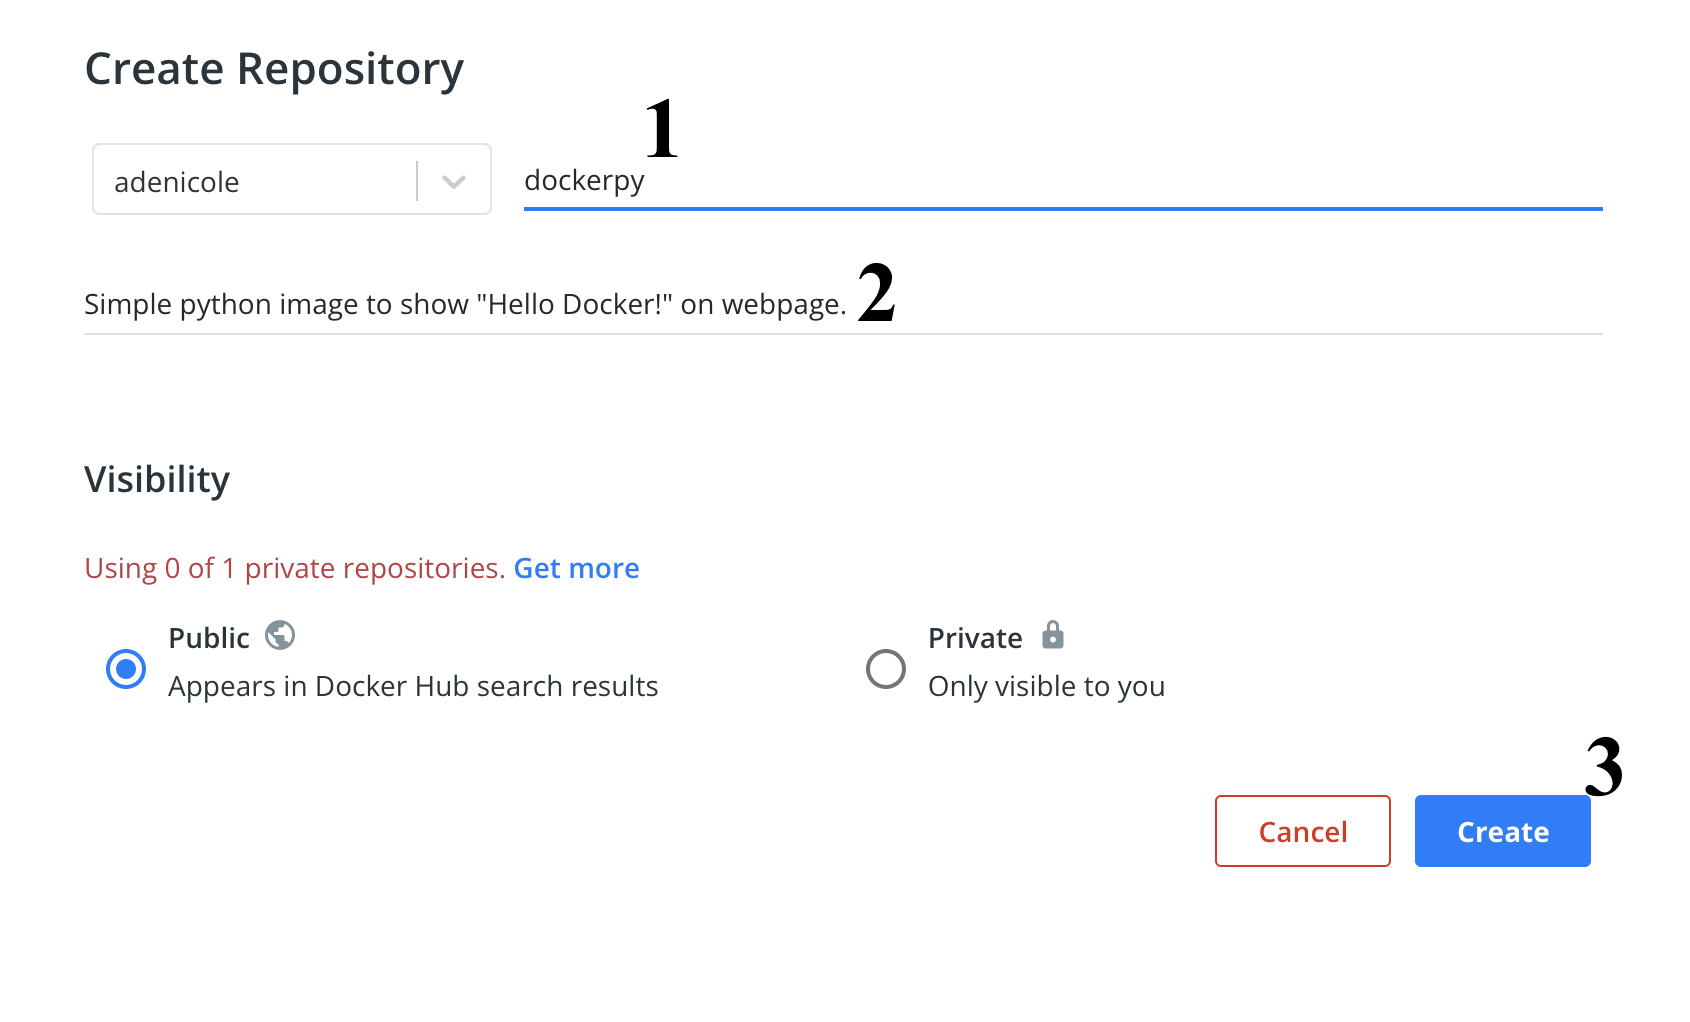 Create Repository
1
adenicole
dockerpy
Simple python image to show "Hello Docker!" on webpage.
2
Visibility
Using 0 of 1 private repositories. Get more
Public
Appears in Docker Hub search results
Private
Only visible to you
3
Cancel
Create